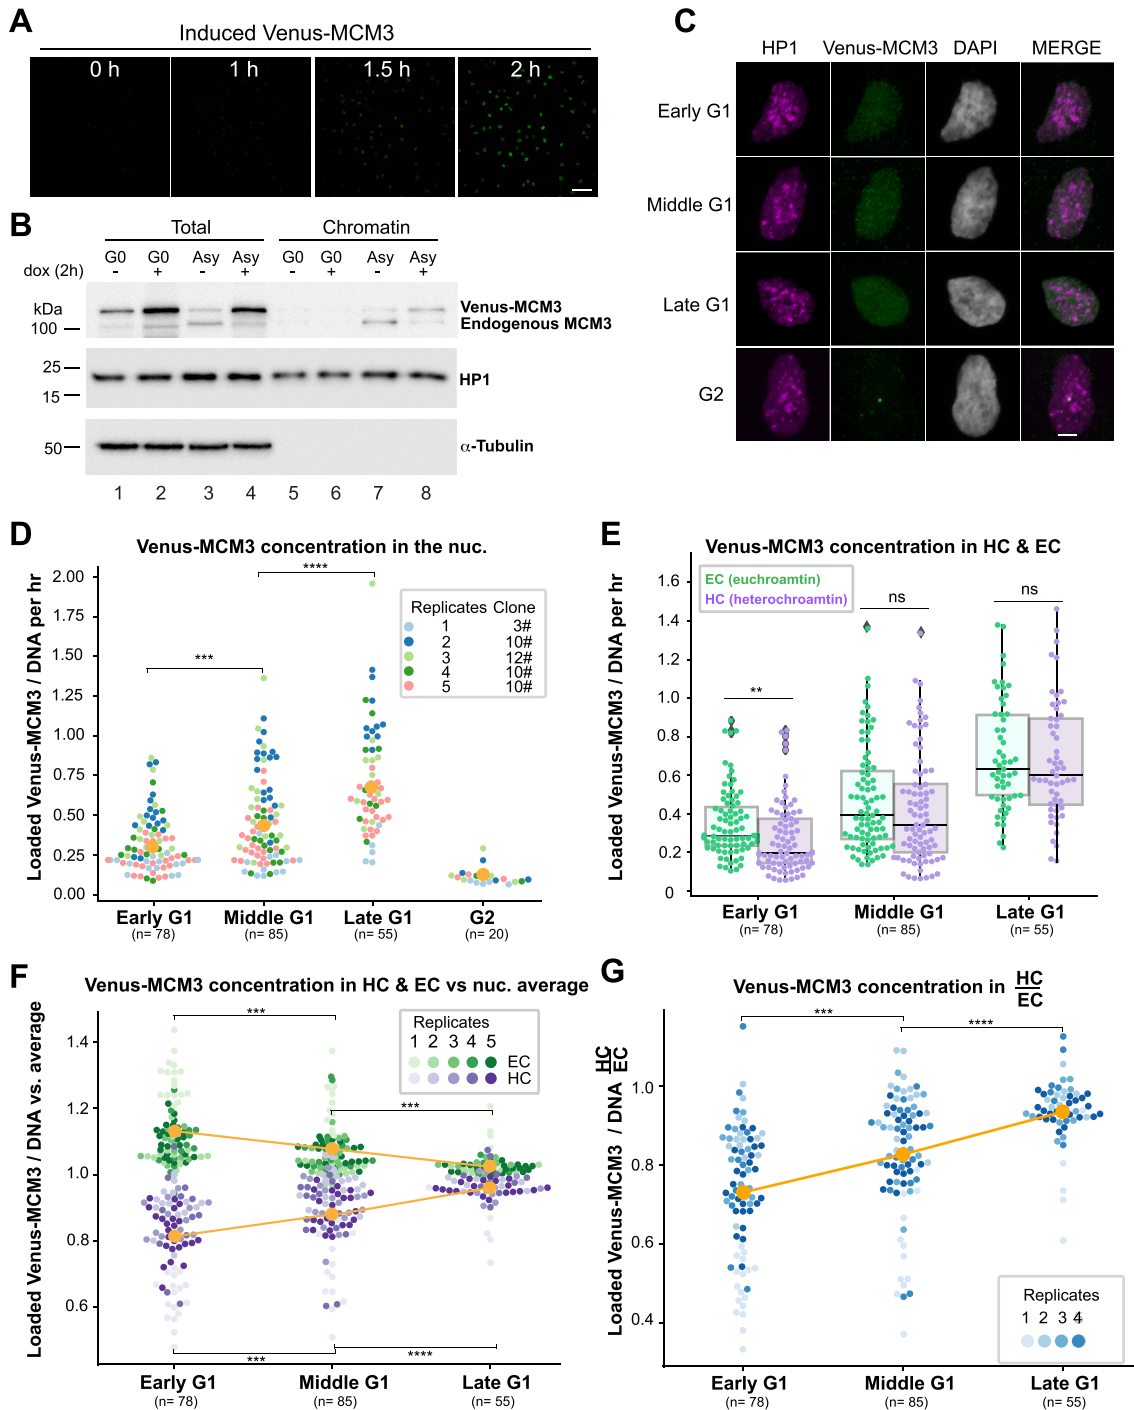 A
Induced Venus-MCM3
0 h 1 h 1.5 h 2 h
B
Total Chromatin
G0 G0 Asy Asy G0 G0 Asy Asy
dox (2h) - + - + - + - +
kDa
100
Venus-MCM3
Endogenous MCM3
25
15
HP1
50
α-Tubulin
1 2 3 4 5 6 7 8
C
HP1 Venus-MCM3 DAPI MERGE
Early G1
Middle G1
Late G1
G2
D
Venus-MCM3 concentration in the nuc.
Loaded Venus-MCM3 / DNA per hr
2.00
1.75
1.50
1.25
1.00
0.75
0.50
0.25
0.00
***
****
Replicates Clone
1 3#
2 10#
3 12#
4 10#
5 10#
Early G1 Middle G1 Late G1 G2
(n= 78) (n= 85) (n= 55) (n= 20)
E
Venus-MCM3 concentration in HC & EC
Loaded Venus-MCM3 / DNA per hr
1.6
1.4
1.2
1.0
0.8
0.6
0.4
0.2
0
EC (euchroamtin)
HC (heterochroamtin)
**
ns
ns
Early G1 Middle G1 Late G1
(n= 78) (n= 85) (n= 55)
F
Venus-MCM3 concentration in HC & EC vs nuc. average
Loaded Venus-MCM3 / DNA vs. average
1.4
1.2
1.0
0.8
0.6
***
***
***
****
Replicates
1 2 3 4 5
EC
HC
Early G1 Middle G1 Late G1
(n= 78) (n= 85) (n= 55)
G
Venus-MCM3 concentration in HC
EC
Loaded Venus-MCM3 / DNA HC
EC
1.0
0.8
0.6
0.4
***
****
Replicates
1 2 3 4
Early G1 Middle G1 Late G1
(n= 78) (n= 85) (n= 55)